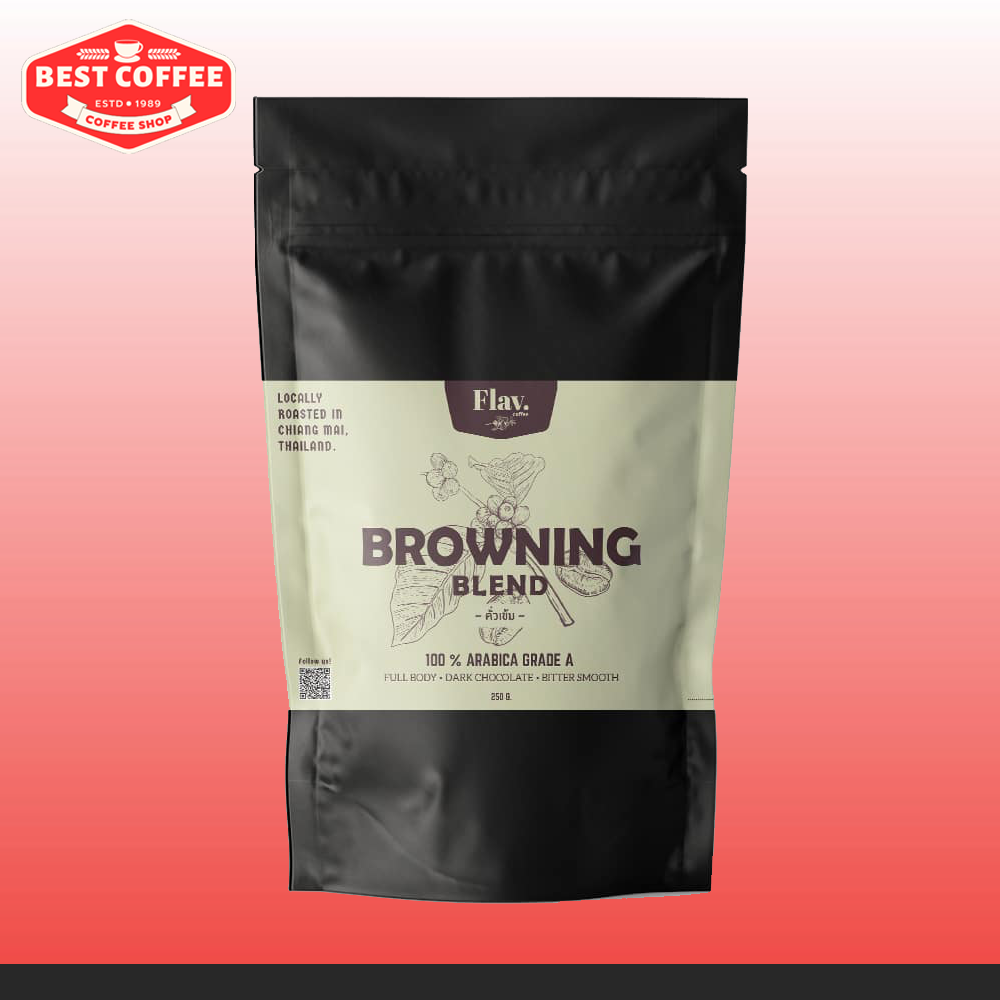 BEST COFFEE
ESTD • 1989
COFFEE SHOP
LOCALLY
ROASTED IN
CHIANG MAI,
THAILAND.
Flav.
coffee
BROWNING
BLEND
~ คั่วเข้ม ~
100 % ARABICA GRADE A
FULL BODY • DARK CHOCOLATE • BITTER SMOOTH
250 G.
Follow us!